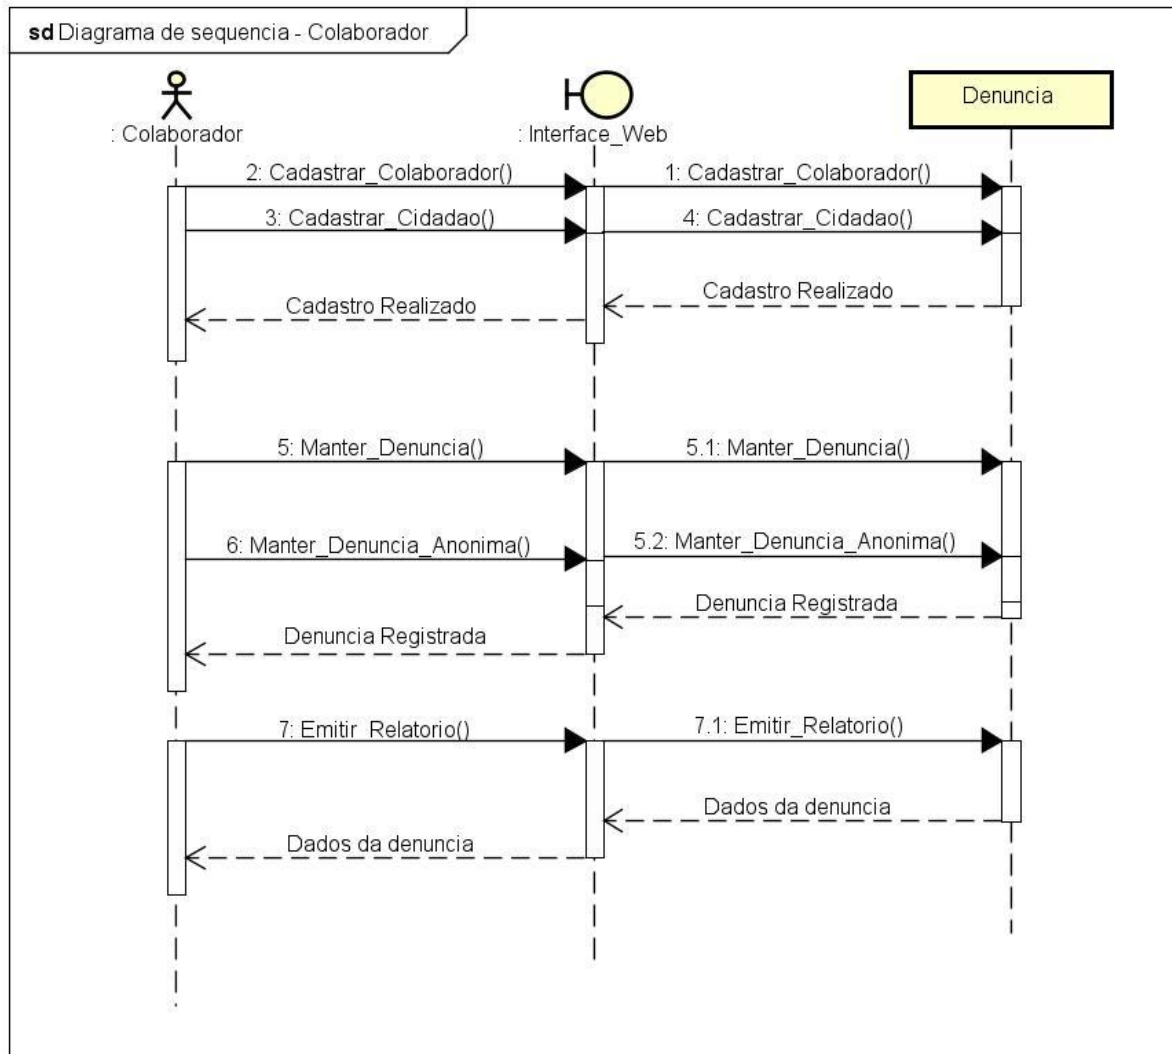 sd Diagrama de sequencia - Colaborador
: Colaborador
: Interface_Web
Denuncia
2: Cadastrar_Colaborador()
1: Cadastrar_Colaborador()
3: Cadastrar_Cidadao()
4: Cadastrar_Cidadao()
Cadastro Realizado
Cadastro Realizado
5: Manter_Denuncia()
5.1: Manter_Denuncia()
6: Manter_Denuncia_Anonima()
5.2: Manter_Denuncia_Anonima()
Denuncia Registrada
Denuncia Registrada
7: Emitir_Relatorio()
7.1: Emitir_Relatorio()
Dados da denuncia
Dados da denuncia